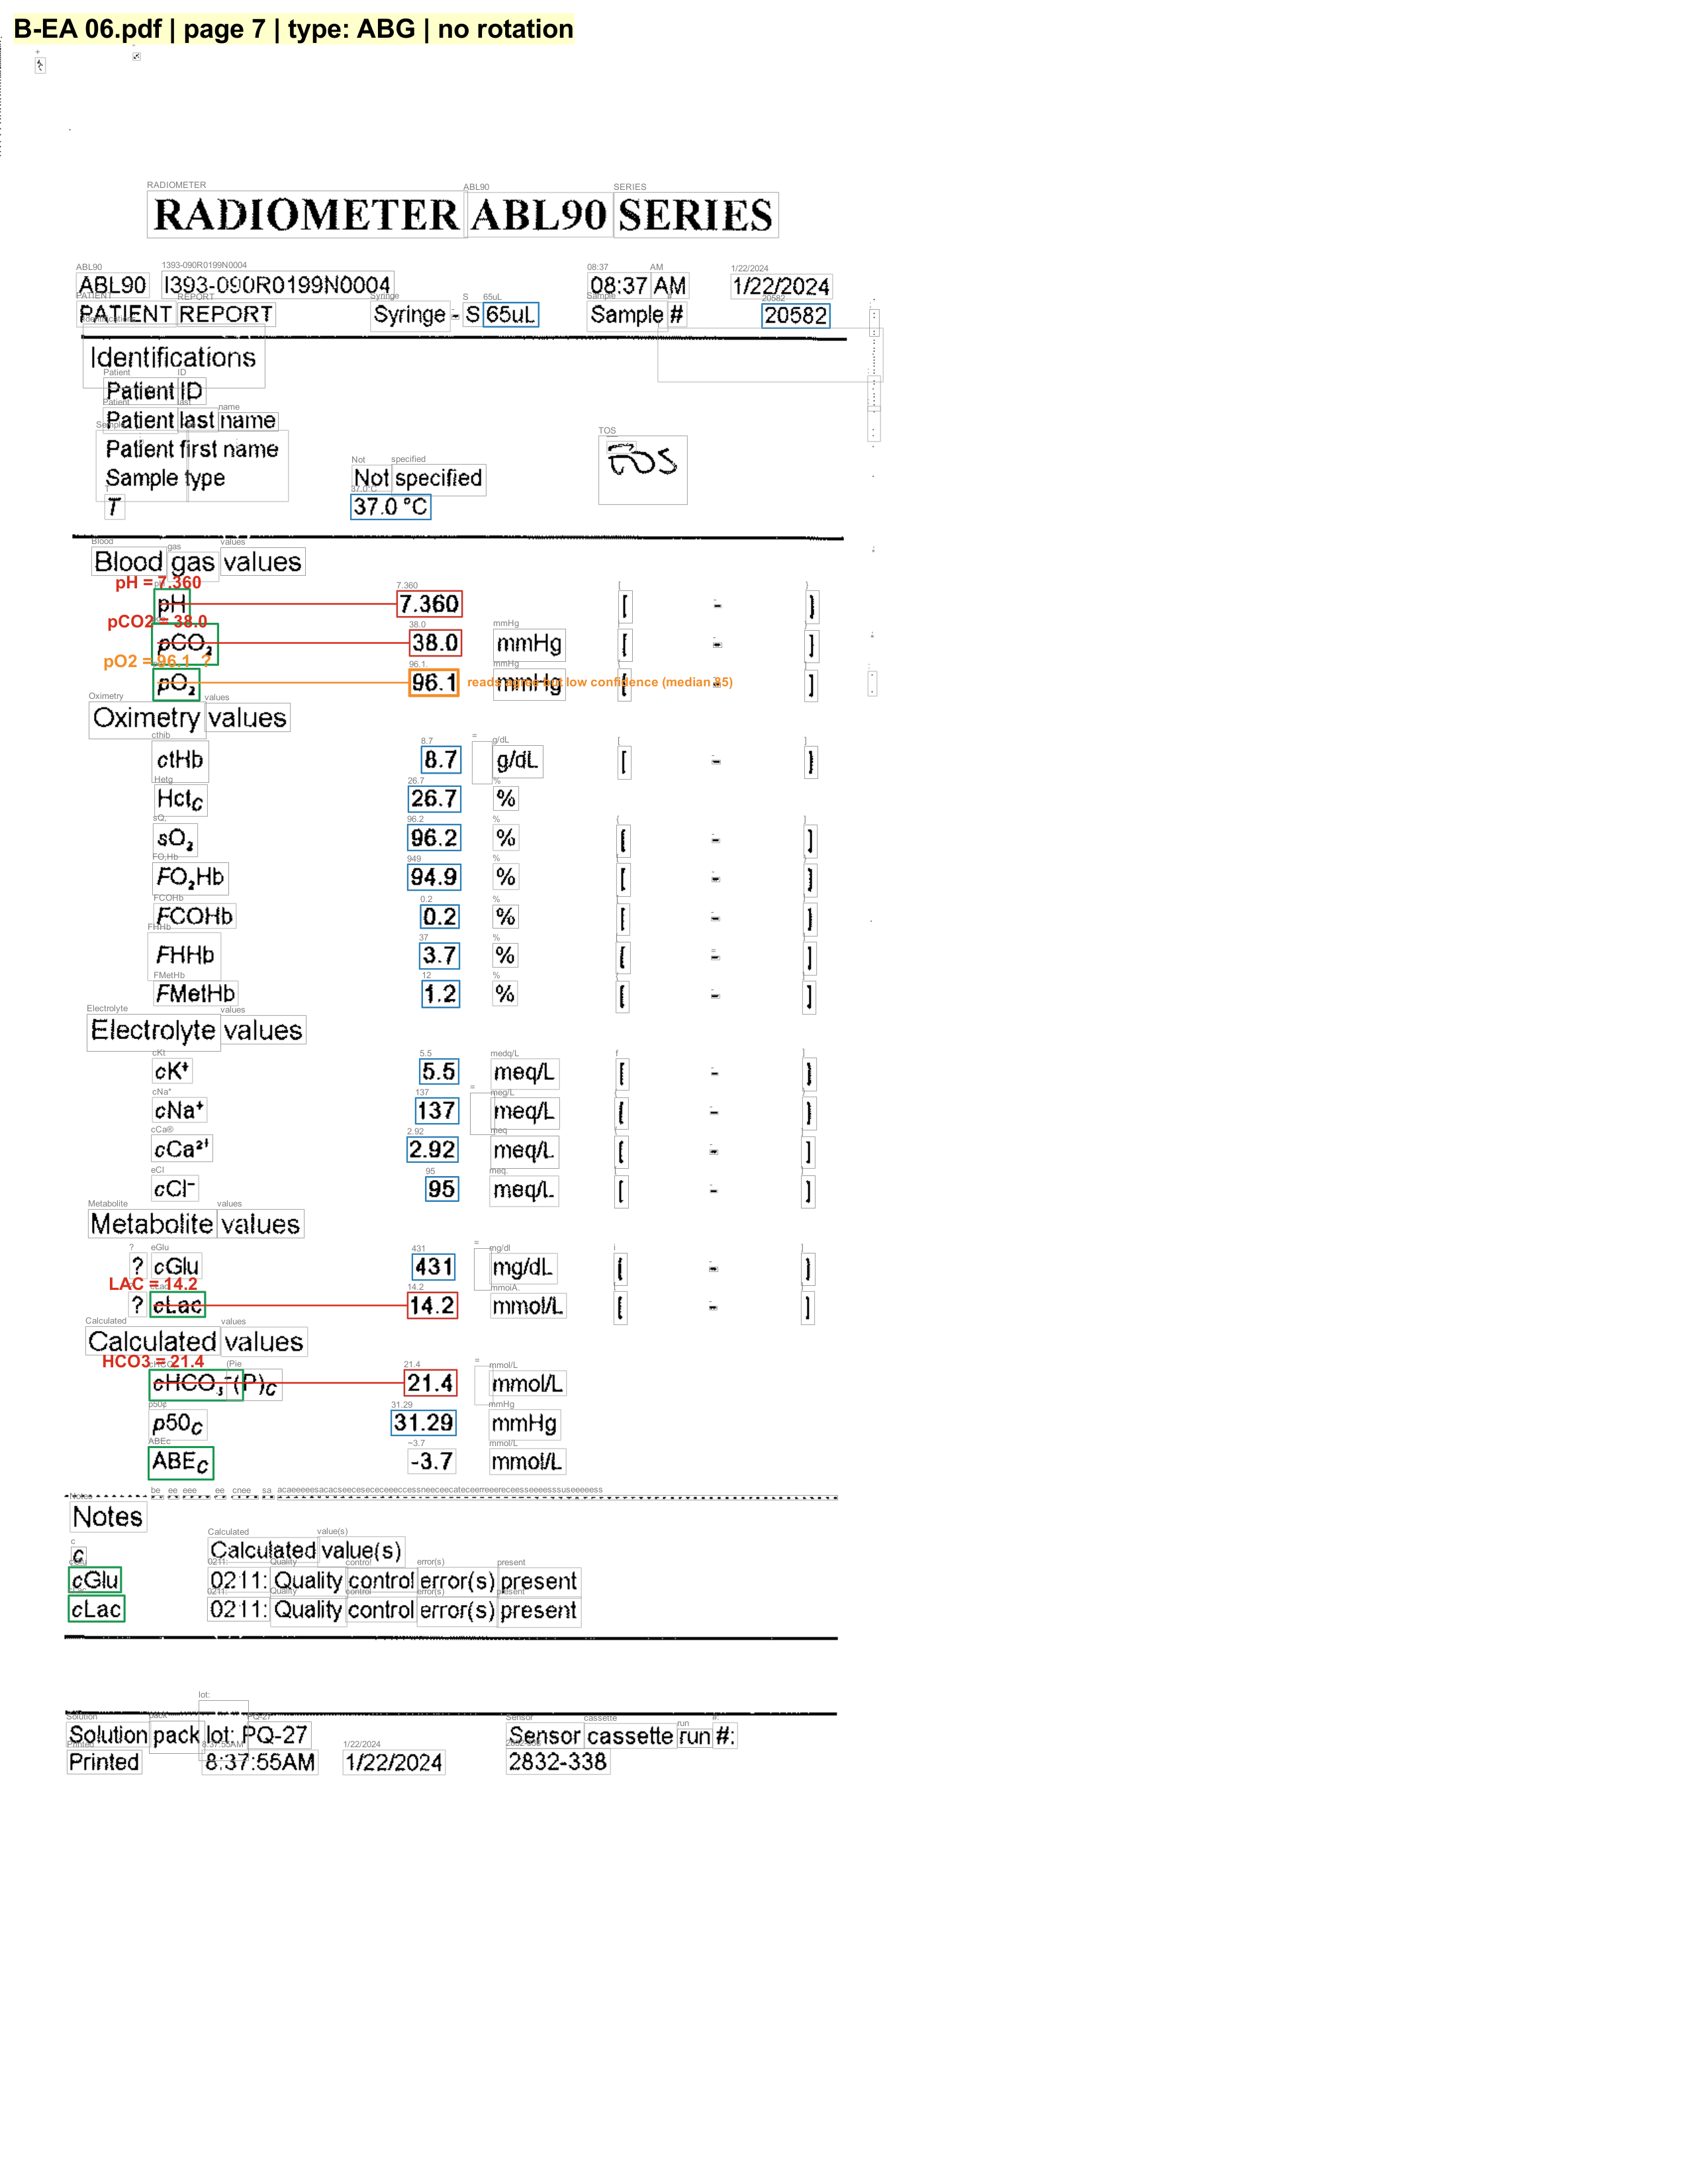 B-EA 06.pdf | page 7 | type: ABG | no rotation
RADIOMETER ABL90 SERIES
ABL90 I393-090R0199N0004 08:37 AM 1/22/2024
PATIENT REPORT Syringe - S 65uL Sample # 20582
Identifications
Patient ID
Patient last name
Patient first name
Sample type Not specified
T 37.0 °C
Blood gas values
pH = 7.360
pH 7.360 [ - ]
pCO2 = 38.0
pCO₂ 38.0 mmHg [ - ]
pO2 = 96.1 ?
pO₂ 96.1 mmHg [ - ]
reads agree but low confidence (median 85)
Oximetry values
ctHb 8.7 g/dL [ - ]
Hctc 26.7 %
sO₂ 96.2 % [ - ]
FO₂Hb 94.9 % [ - ]
FCOHb 0.2 % [ - ]
FHHb 3.7 % [ - ]
FMetHb 1.2 % [ - ]
Electrolyte values
cK⁺ 5.5 meq/L [ - ]
cNa⁺ 137 meq/L [ - ]
cCa²⁺ 2.92 meq/L [ - ]
cCl⁻ 95 meq/L [ - ]
Metabolite values
? cGlu 431 mg/dL [ - ]
LAC = 14.2
? cLac 14.2 mmol/L [ - ]
Calculated values
HCO3 = 21.4
cHCO₃⁻(P)c 21.4 mmol/L
p50c 31.29 mmHg
ABEc -3.7 mmol/L
Notes
c Calculated value(s)
cGlu 0211: Quality control error(s) present
cLac 0211: Quality control error(s) present
Solution pack lot: PQ-27 Sensor cassette run #:
Printed 8:37:55AM 1/22/2024 2832-338